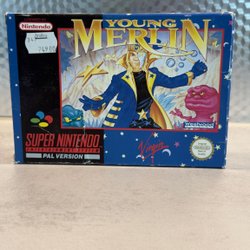 Nintendo
YOUNG
MERLIN
SUPER NINTENDO
ENTERTAINMENT SYSTEM
PAL VERSION
Virgin
Westwood